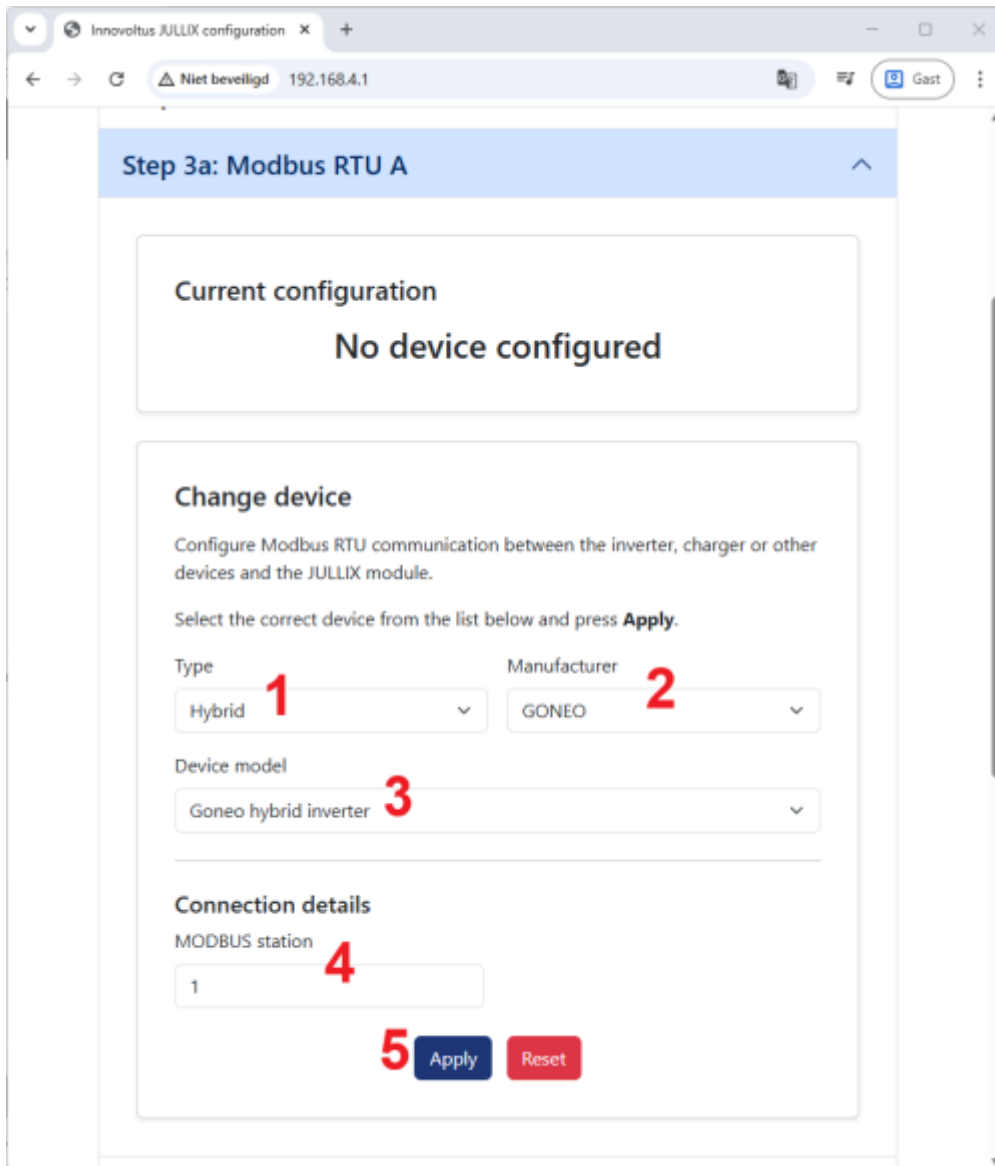 Innovoltus JULLIX configuration
Niet beveiligd 192.168.4.1 Gast
Step 3a: Modbus RTU A
Current configuration
No device configured
Change device
Configure Modbus RTU communication between the inverter, charger or other
devices and the JULLIX module.
Select the correct device from the list below and press Apply.
Type Manufacturer
Hybrid 1 GONEO 2
Device model
Goneo hybrid inverter 3
Connection details
MODBUS station
1 4
5 Apply Reset